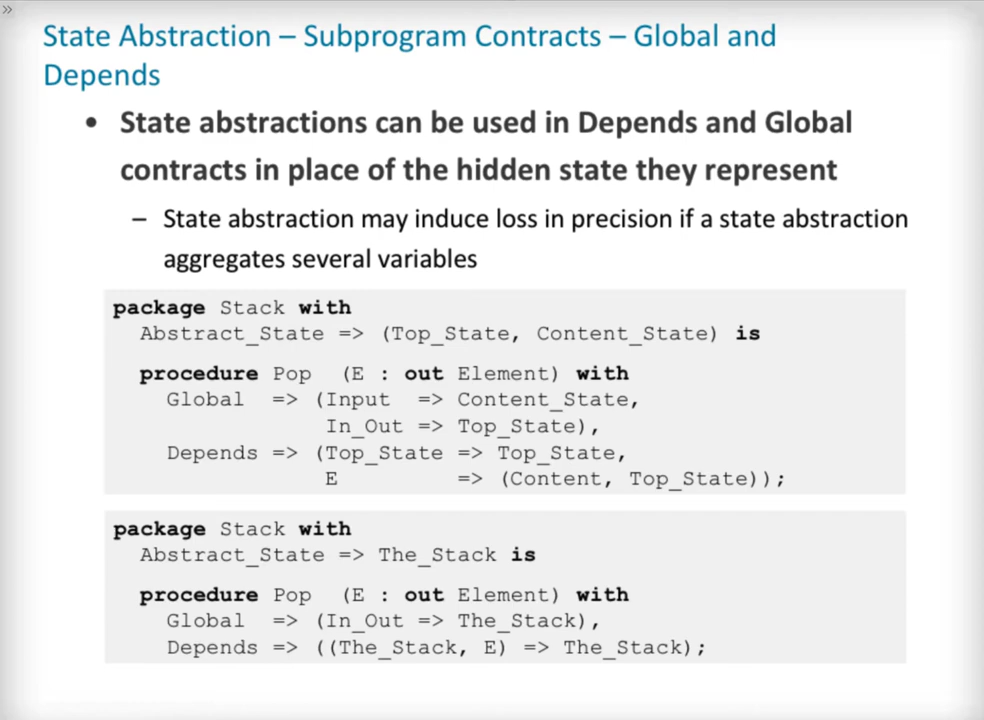 »
State Abstraction – Subprogram Contracts – Global and
Depends
• State abstractions can be used in Depends and Global
contracts in place of the hidden state they represent
– State abstraction may induce loss in precision if a state abstraction
aggregates several variables
package Stack with
  Abstract_State => (Top_State, Content_State) is
  procedure Pop  (E : out Element) with
    Global  => (Input  => Content_State,
                In_Out => Top_State),
    Depends => (Top_State => Top_State,
                E         => (Content, Top_State));
package Stack with
  Abstract_State => The_Stack is
  procedure Pop  (E : out Element) with
    Global  => (In_Out => The_Stack),
    Depends => ((The_Stack, E) => The_Stack);